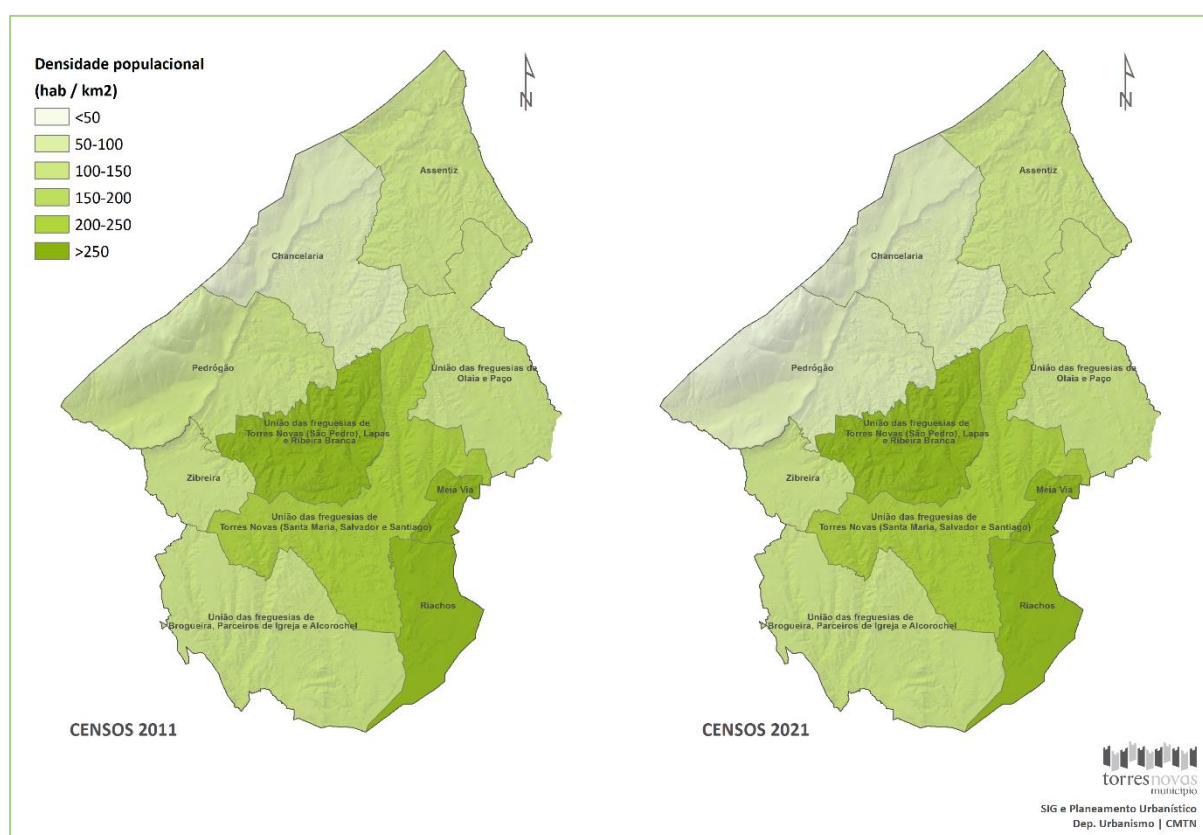 Densidade populacional
(hab / km2)
<50
50-100
100-150
150-200
200-250
>250
N
Assentiz
Chancelaria
Pedrógão
União das freguesias de
Olaia e Paço
União das freguesias de
Torres Novas (São Pedro), Lapas
e Ribeira Branca
Zibreira
Meia Via
União das freguesias de
Torres Novas (Santa Maria, Salvador e Santiago)
Riachos
União das freguesias de
Brogueira, Parceiros de Igreja e Alcorochel
CENSOS 2011
N
Assentiz
Chancelaria
Pedrógão
União das freguesias de
Olaia e Paço
União das freguesias de
Torres Novas (São Pedro), Lapas
e Ribeira Branca
Zibreira
Meia Via
União das freguesias de
Torres Novas (Santa Maria, Salvador e Santiago)
Riachos
União das freguesias de
Brogueira, Parceiros de Igreja e Alcorochel
CENSOS 2021
torresnovas
município
SIG e Planeamento Urbanístico
Dep. Urbanismo | CMTN